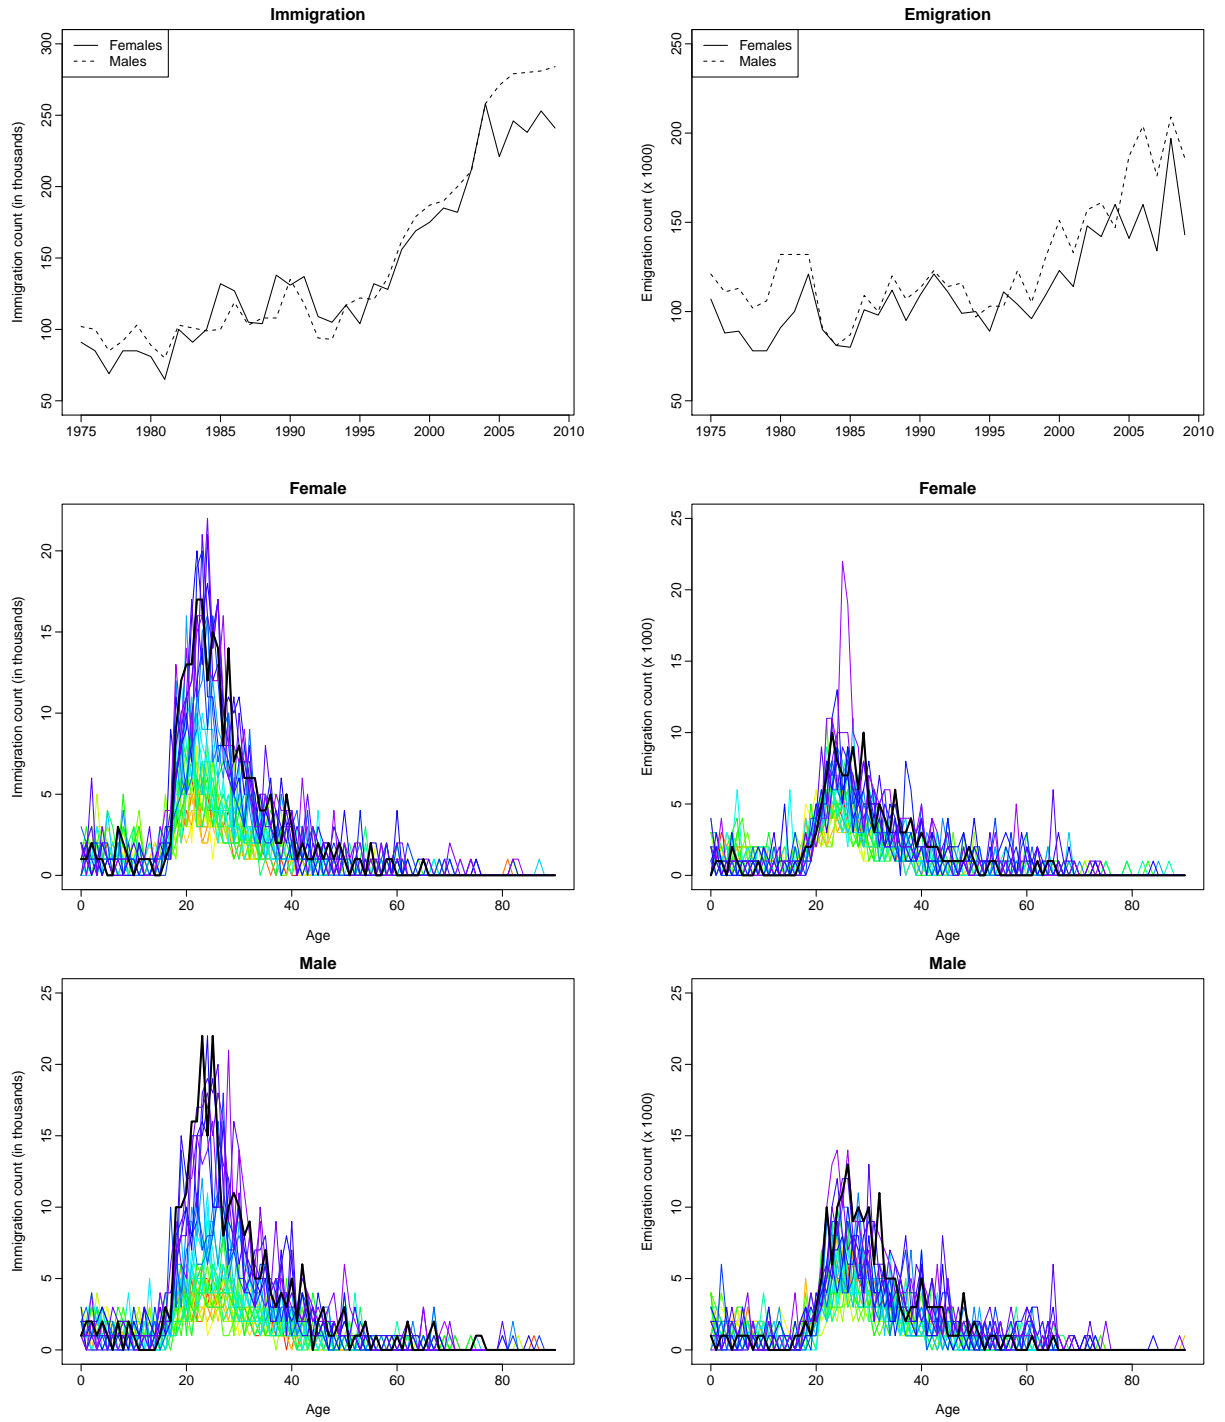 Immigration
Females
Males
Immigration count (in thousands)
50 100 150 200 250 300
1975 1980 1985 1990 1995 2000 2005 2010
Emigration
Females
Males
Emigration count (x 1000)
50 100 150 200 250
1975 1980 1985 1990 1995 2000 2005 2010
Female
Immigration count (in thousands)
0 5 10 15 20
0 20 40 60 80
Age
Female
Emigration count (x 1000)
0 5 10 15 20 25
0 20 40 60 80
Age
Male
Immigration count (in thousands)
0 5 10 15 20 25
0 20 40 60 80
Age
Male
Emigration count (x 1000)
0 5 10 15 20 25
0 20 40 60 80
Age